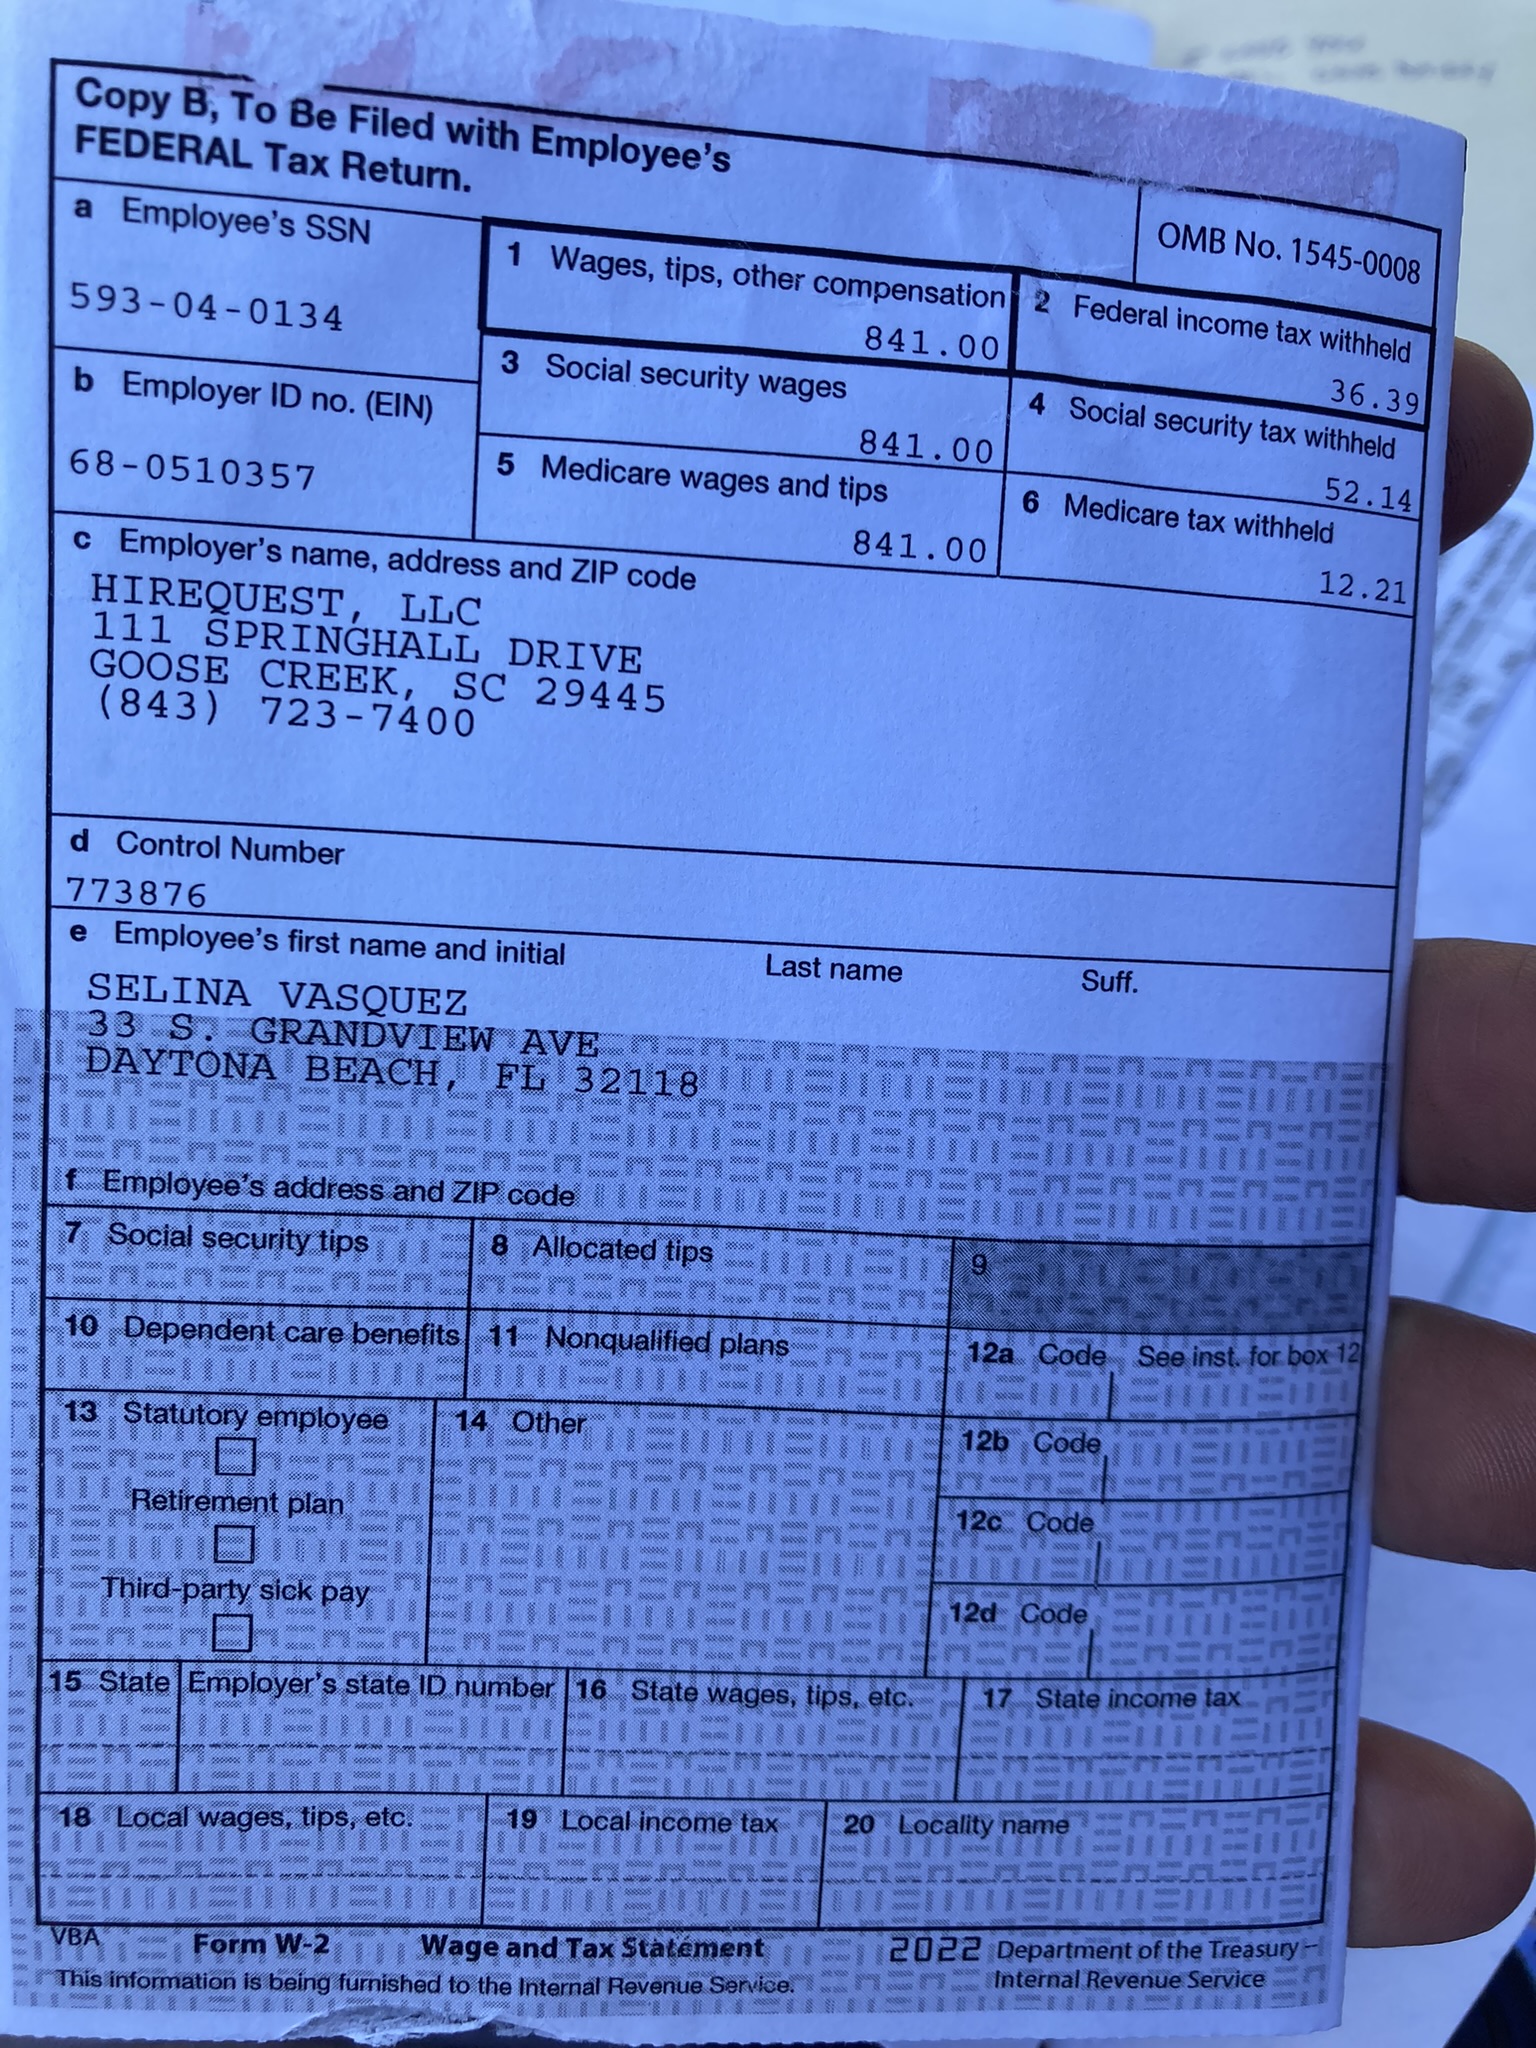 Copy B, To Be Filed with Employee's
FEDERAL Tax Return.
OMB No. 1545-0008
a Employee's SSN
593-04-0134
1 Wages, tips, other compensation
841.00
2 Federal income tax withheld
36.39
b Employer ID no. (EIN)
68-0510357
3 Social security wages
841.00
4 Social security tax withheld
52.14
5 Medicare wages and tips
841.00
6 Medicare tax withheld
12.21
c Employer's name, address and ZIP code
HIREQUEST, LLC
111 SPRINGHALL DRIVE
GOOSE CREEK, SC 29445
(843) 723-7400
d Control Number
773876
e Employee's first name and initial Last name Suff.
SELINA VASQUEZ
33 S. GRANDVIEW AVE
DAYTONA BEACH, FL 32118
f Employee's address and ZIP code
7 Social security tips
8 Allocated tips
9
10 Dependent care benefits
11 Nonqualified plans
12a Code See inst. for box 12
13 Statutory employee
Retirement plan
Third-party sick pay
14 Other
12b Code
12c Code
12d Code
15 State Employer's state ID number
16 State wages, tips, etc.
17 State income tax
18 Local wages, tips, etc.
19 Local income tax
20 Locality name
VBA Form W-2 Wage and Tax Statement 2022 Department of the Treasury-
This information is being furnished to the Internal Revenue Service. Internal Revenue Service